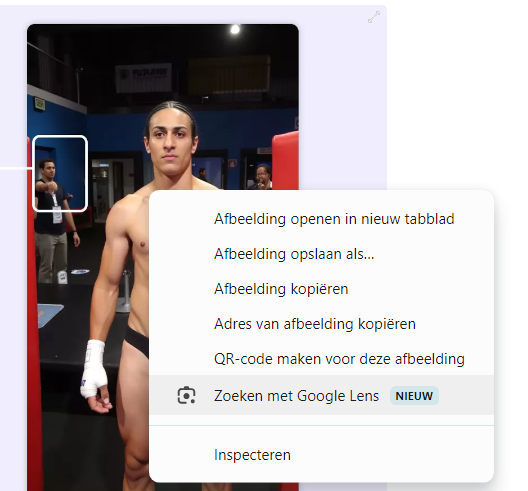 Afbeelding openen in nieuw tabblad
Afbeelding opslaan als...
Afbeelding kopiëren
Adres van afbeelding kopiëren
QR-code maken voor deze afbeelding
Zoeken met Google Lens NIEUW
Inspecteren